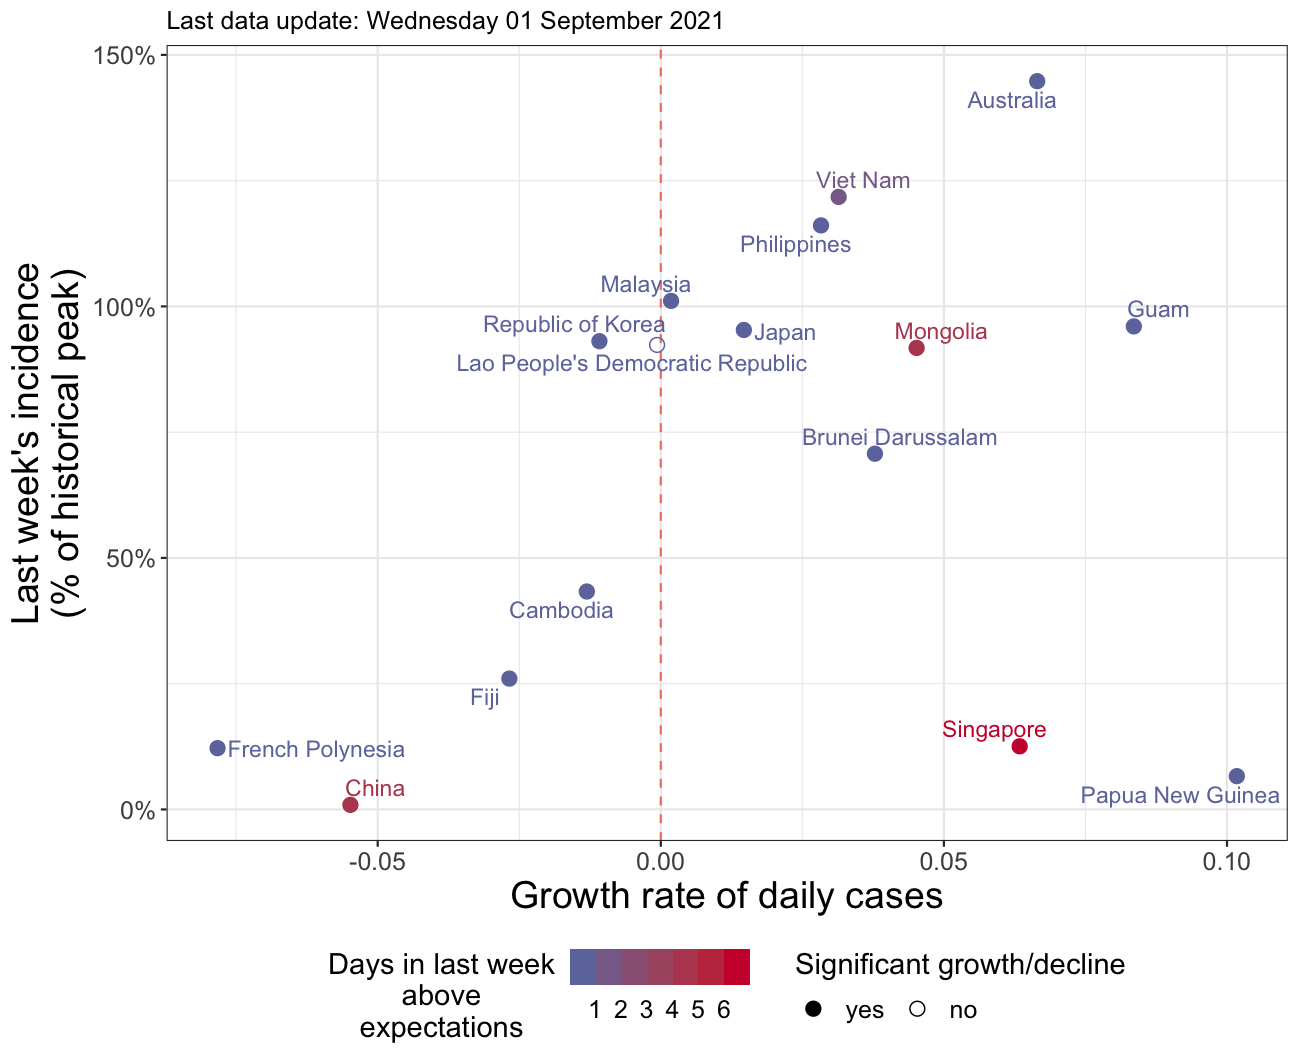 Last data update: Wednesday 01 September 2021
150%
Australia
Viet Nam
Philippines
Malaysia
100%
Guam
Republic of Korea
Japan
Mongolia
Lao People's Democratic Republic
Brunei Darussalam
Last week's incidence
(% of historical peak)
50%
Cambodia
Fiji
Singapore
French Polynesia
China
Papua New Guinea
0%
-0.05 0.00 0.05 0.10
Growth rate of daily cases
Days in last week
above
expectations
1 2 3 4 5 6
Significant growth/decline
yes no